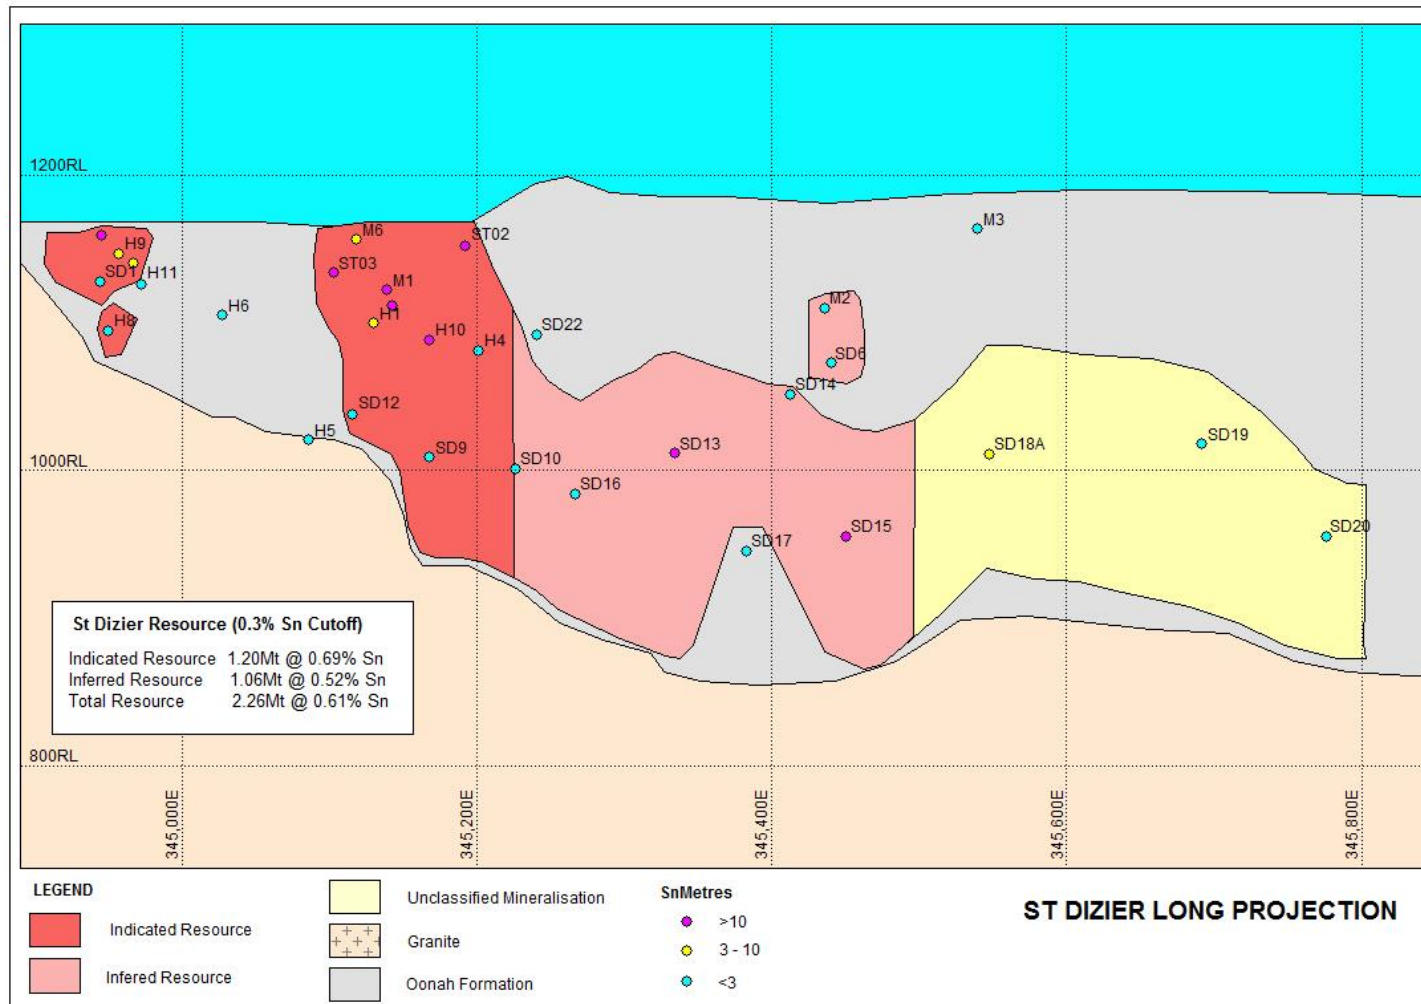 1200RL
M6
ST02
M3
H9
ST03
SD1
H11
M1
M2
H6
H8
H1
H10
H4
SD22
SD6
SD14
SD12
H5
SD9
SD10
SD13
SD18A
SD19
1000RL
SD16
SD17
SD15
SD20
St Dizier Resource (0.3% Sn Cutoff)
Indicated Resource 1.20Mt @ 0.69% Sn
Inferred Resource 1.06Mt @ 0.52% Sn
Total Resource 2.26Mt @ 0.61% Sn
800RL
345,000E
345,200E
345,400E
345,600E
345,800E
LEGEND
Indicated Resource
Infered Resource
Unclassified Mineralisation
Granite
Oonah Formation
SnMetres
>10
3 - 10
<3
ST DIZIER LONG PROJECTION